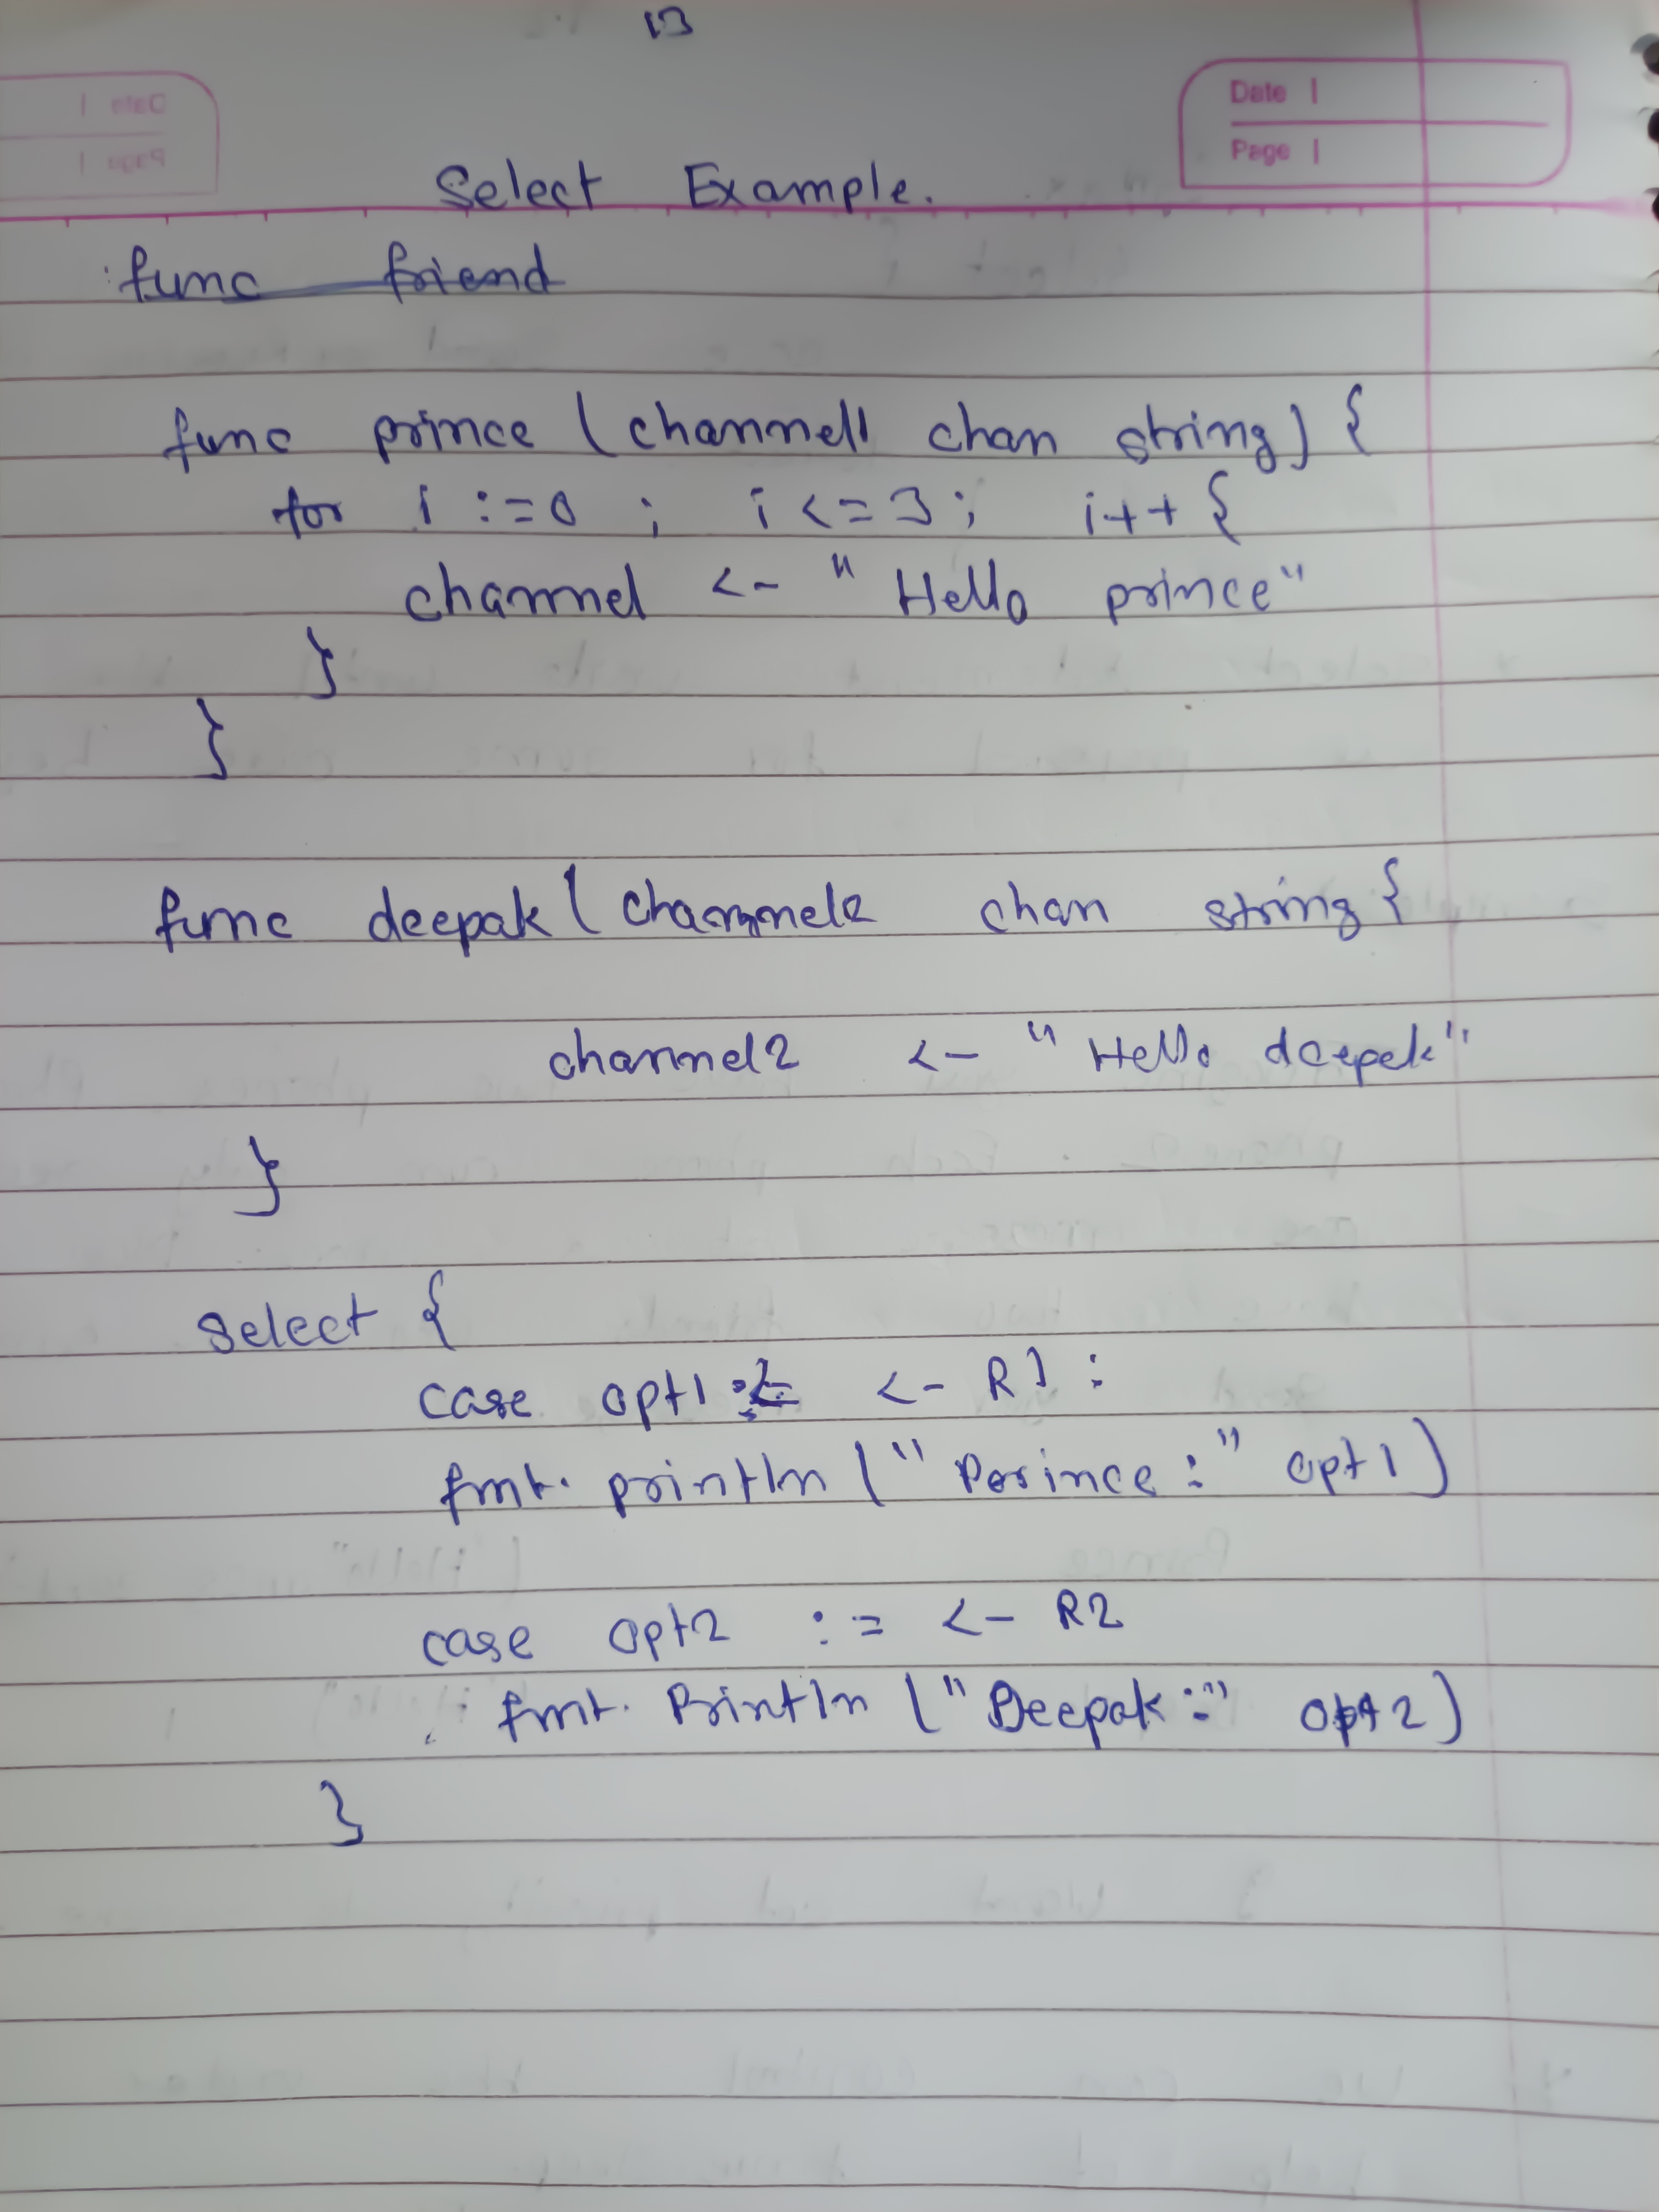 13
Date |
Page |
Select Example.
func friend
func prince (channel1 chan string) {
for i := 0 ; i <= 3 ; i++ {
channel <- "Hello prince"
}
}
func deepak ( channel2 chan string {
channel2 <- "Hello deepak"
}
select {
case opt1 := <- R1 :
fmt. println ("Prince :" opt1)
case opt2 := <- R2
fmt. Println ("Deepak :" opt2)
}